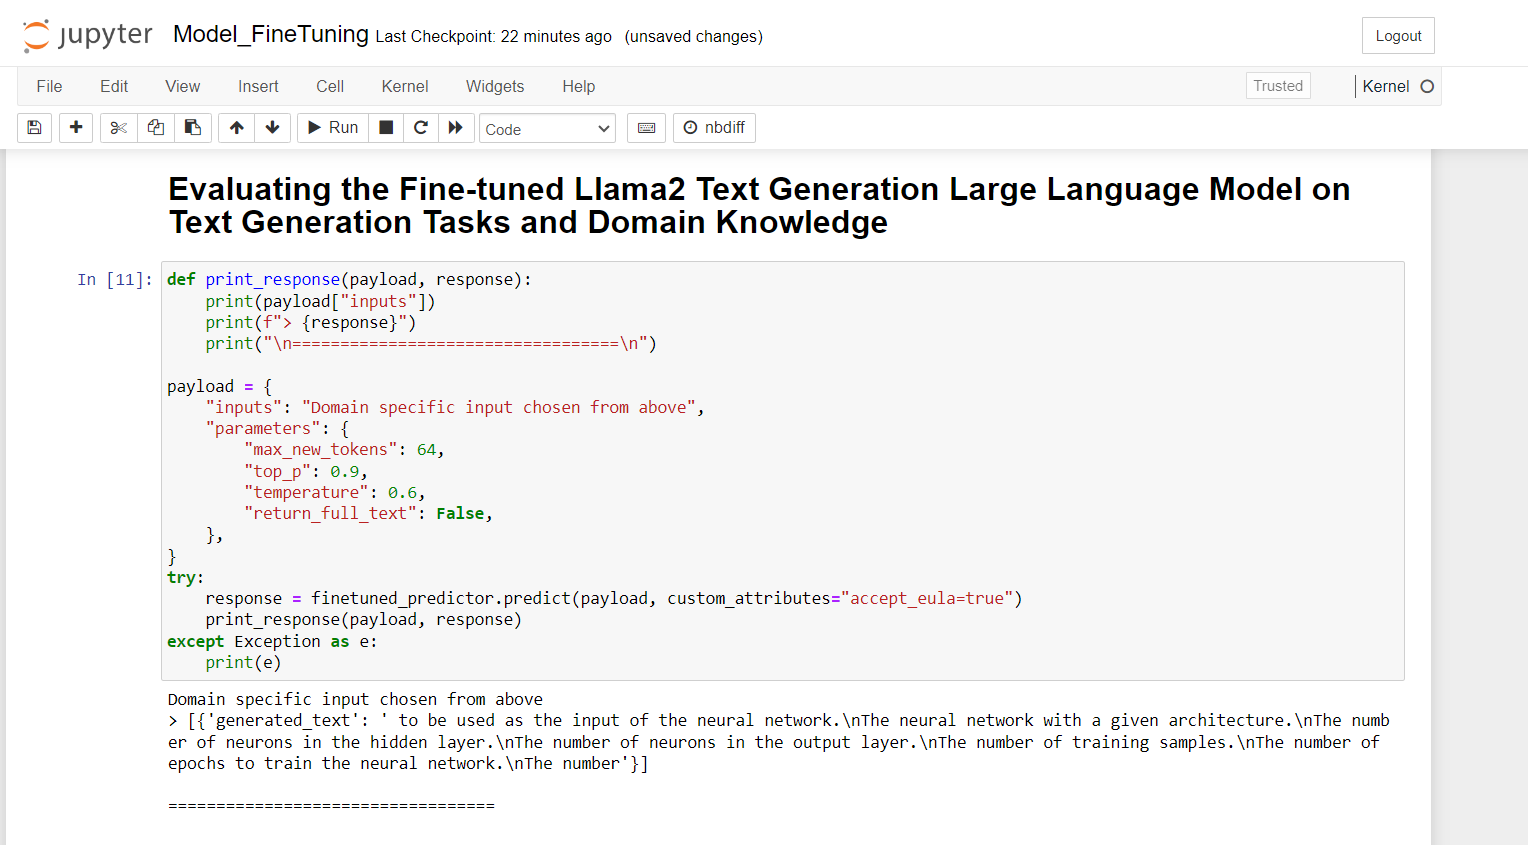 jupyter Model_FineTuning Last Checkpoint: 22 minutes ago (unsaved changes)
Logout
File Edit View Insert Cell Kernel Widgets Help
Trusted
Kernel
Run
Code
nbdiff
Evaluating the Fine-tuned Llama2 Text Generation Large Language Model on
Text Generation Tasks and Domain Knowledge
In [11]:
def print_response(payload, response):
    print(payload["inputs"])
    print(f"> {response}")
    print("\n==================================\n")

payload = {
    "inputs": "Domain specific input chosen from above",
    "parameters": {
        "max_new_tokens": 64,
        "top_p": 0.9,
        "temperature": 0.6,
        "return_full_text": False,
    },
}
try:
    response = finetuned_predictor.predict(payload, custom_attributes="accept_eula=true")
    print_response(payload, response)
except Exception as e:
    print(e)
Domain specific input chosen from above
> [{'generated_text': ' to be used as the input of the neural network.\nThe neural network with a given architecture.\nThe numb
er of neurons in the hidden layer.\nThe number of neurons in the output layer.\nThe number of training samples.\nThe number of
epochs to train the neural network.\nThe number'}]

==================================